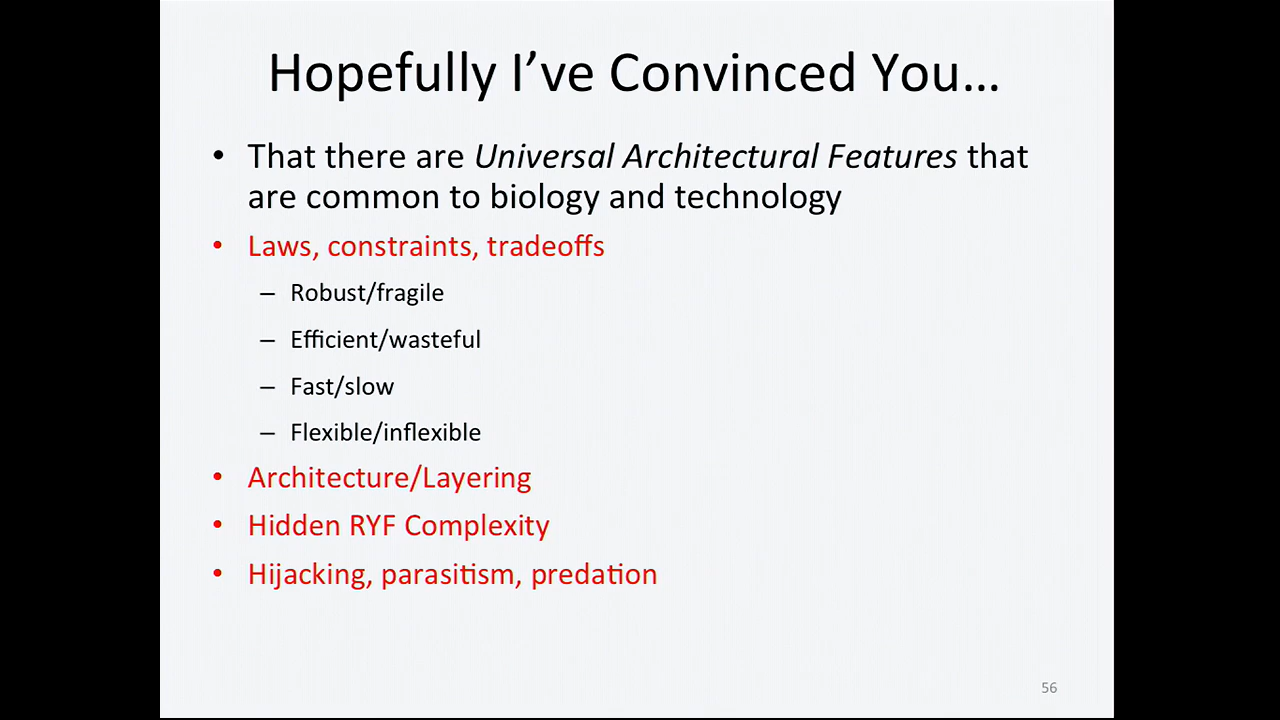 Hopefully I’ve Convinced You…
• That there are Universal Architectural Features that
are common to biology and technology
• Laws, constraints, tradeoffs
– Robust/fragile
– Efficient/wasteful
– Fast/slow
– Flexible/inflexible
• Architecture/Layering
• Hidden RYF Complexity
• Hijacking, parasitism, predation
56